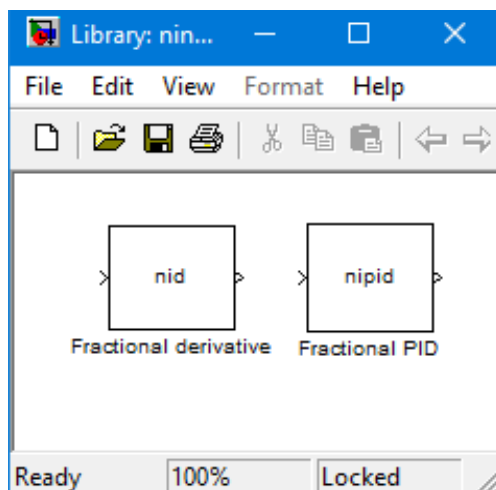 Library: nin...
File Edit View Format Help
nid nipid
Fractional derivative Fractional PID
Ready 100% Locked